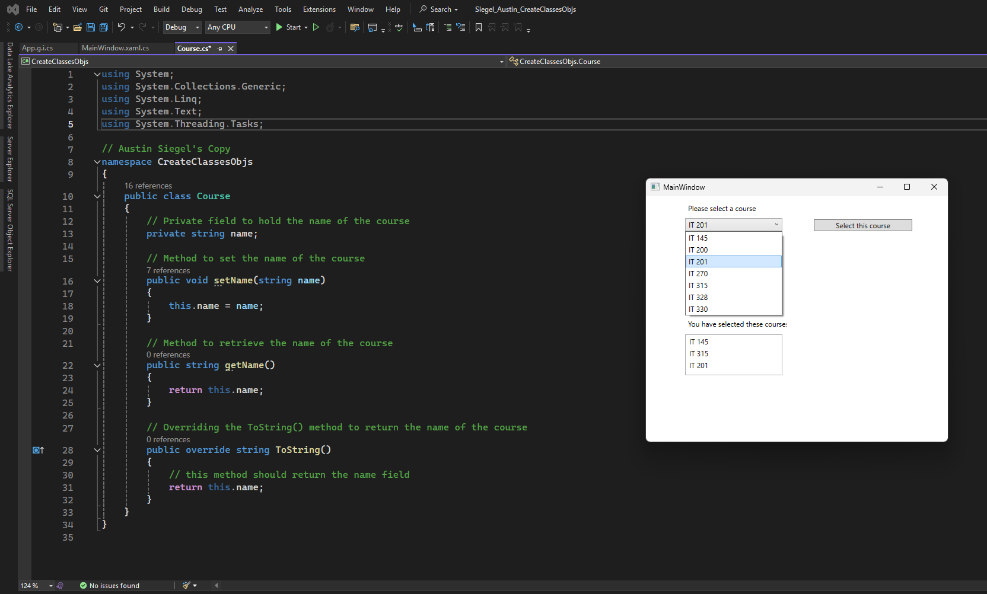 File Edit View Git Project Build Debug Test Analyze Tools Extensions Window Help Search Siegel_Austin_CreateClassesObjs
Debug Any CPU Start
App.g.i.cs MainWindow.xaml.cs Course.cs*
CreateClassesObjs CreateClassesObjs.Course
Data Lake Analytics Explorer
Server Explorer
SQL Server Object Explorer
1 using System;
2 using System.Collections.Generic;
3 using System.Linq;
4 using System.Text;
5 using System.Threading.Tasks;
6
7 // Austin Siegel's Copy
8 namespace CreateClassesObjs
9 {
16 references
10 public class Course
11 {
12 // Private field to hold the name of the course
13 private string name;
14
15 // Method to set the name of the course
7 references
16 public void setName(string name)
17 {
18 this.name = name;
19 }
20
21 // Method to retrieve the name of the course
0 references
22 public string getName()
23 {
24 return this.name;
25 }
26
27 // Overriding the ToString() method to return the name of the course
0 references
28 public override string ToString()
29 {
30 // this method should return the name field
31 return this.name;
32 }
33 }
34 }
35
124 % No issues found
MainWindow
Please select a course
IT 201 Select this course
IT 145
IT 200
IT 201
IT 270
IT 315
IT 328
IT 330
You have selected these course:
IT 145
IT 315
IT 201